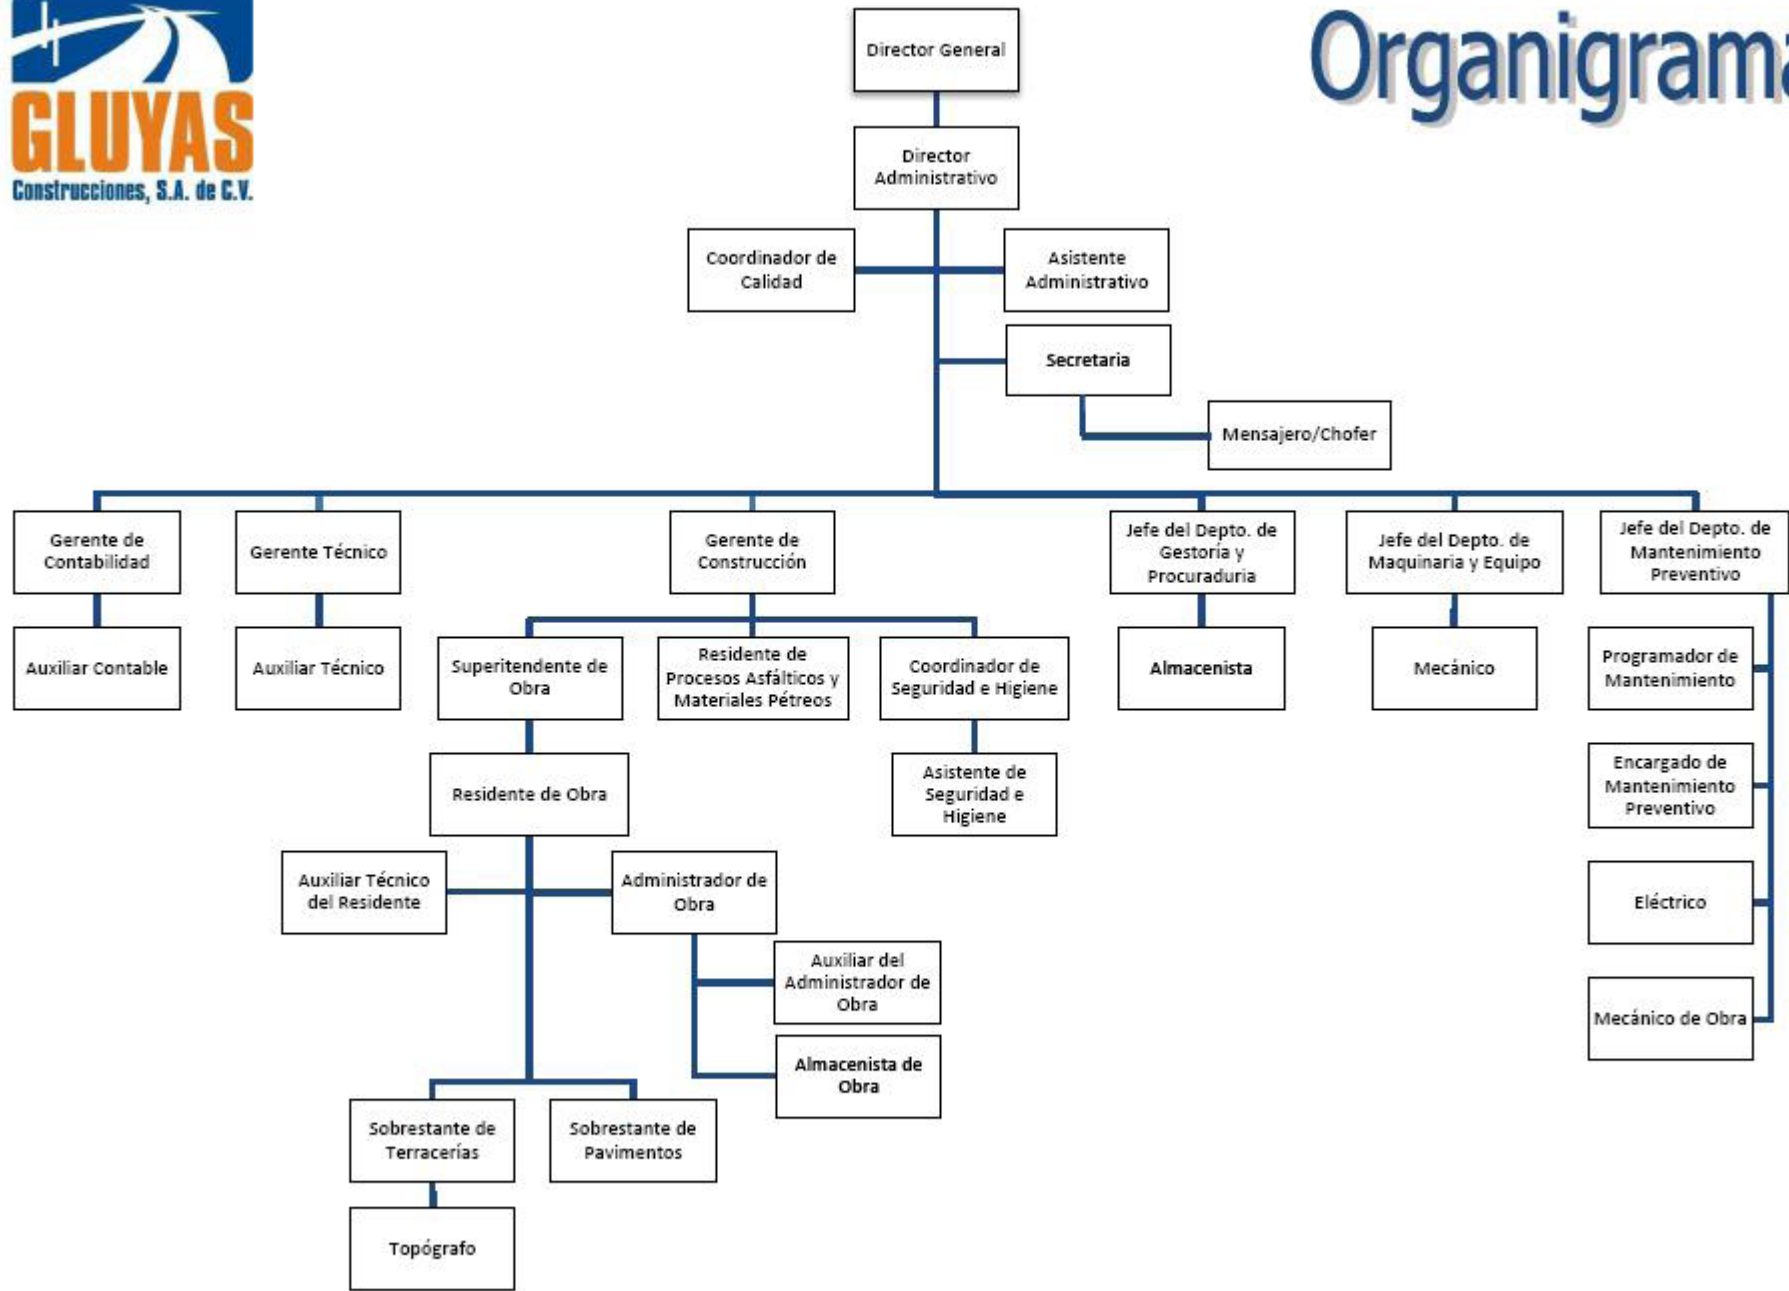 GLUYAS
Construcciones, S.A. de C.V.
Organigrama
Director General
Director
Administrativo
Coordinador de
Calidad
Asistente
Administrativo
Secretaria
Mensajero/Chofer
Gerente de
Contabilidad
Gerente Técnico
Gerente de
Construcción
Jefe del Depto. de
Gestoría y
Procuraduria
Jefe del Depto. de
Maquinaria y Equipo
Jefe del Depto. de
Mantenimiento
Preventivo
Auxiliar Contable
Auxiliar Técnico
Superitendente de
Obra
Residente de
Procesos Asfálticos y
Materiales Pétreos
Coordinador de
Seguridad e Higiene
Almacenista
Mecánico
Programador de
Mantenimiento
Residente de Obra
Asistente de
Seguridad e
Higiene
Encargado de
Mantenimiento
Preventivo
Auxiliar Técnico
del Residente
Administrador de
Obra
Eléctrico
Auxiliar del
Administrador de
Obra
Mecánico de Obra
Almacenista de
Obra
Sobrestante de
Terracerías
Sobrestante de
Pavimentos
Topógrafo